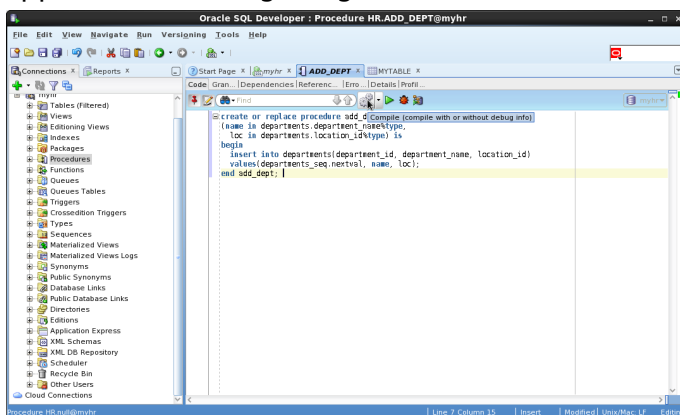 Oracle SQL Developer : Procedure HR.ADD_DEPT@myhr
File Edit View Navigate Run Versioning Tools Help
Connections Reports
Start Page myhr ADD_DEPT MYTABLE
Code Gran... Dependencies Referenc... Erro... Details Profil...
Find
myhr
Compile (compile with or without debug info)
create or replace procedure add_d
(name in departments.department_name%type,
loc in departments.location_id%type) is
begin
insert into departments(department_id, department_name, location_id)
values(departments_seq.nextval, name, loc);
end add_dept;
myhr
Tables (Filtered)
Views
Editioning Views
Indexes
Packages
Procedures
Functions
Queues
Queues Tables
Triggers
Crossedition Triggers
Types
Sequences
Materialized Views
Materialized Views Logs
Synonyms
Public Synonyms
Database Links
Public Database Links
Directories
Editions
Application Express
XML Schemas
XML DB Repository
Scheduler
Recycle Bin
Other Users
Cloud Connections
Procedure HR.null@myhr
Line 7 Column 15 Insert Modified Unix/Mac: LF Editin